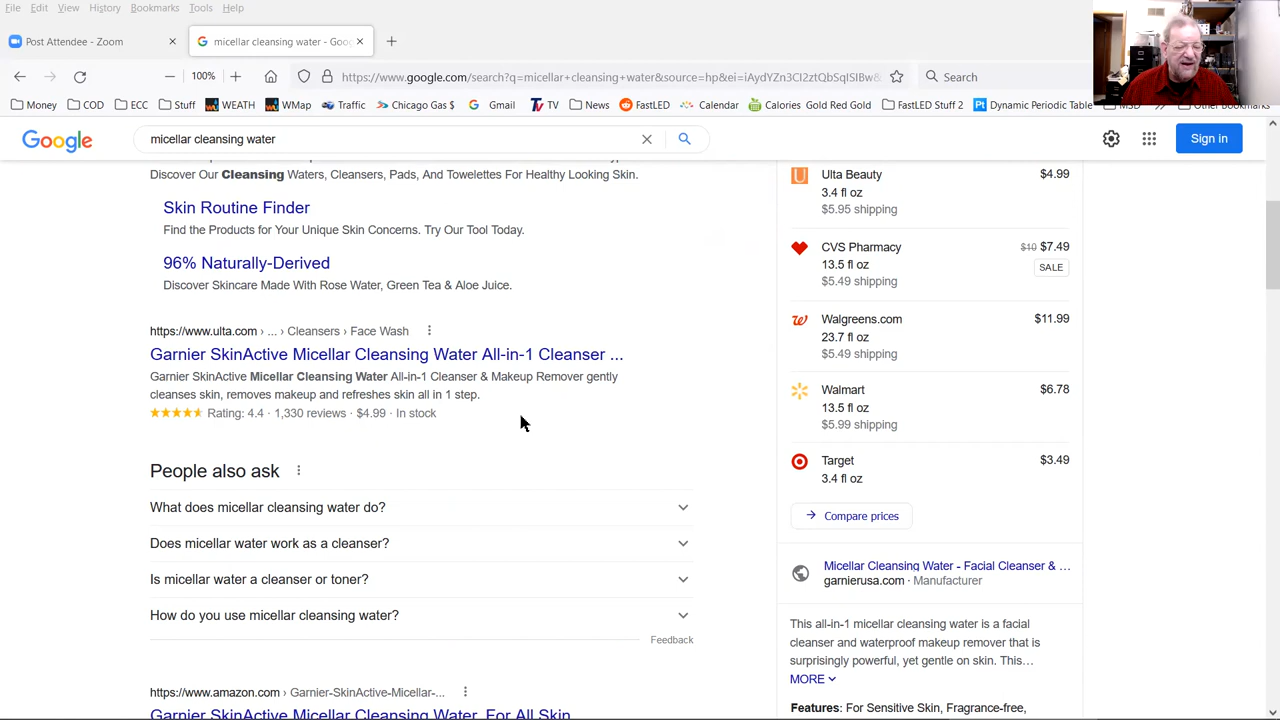 File Edit View History Bookmarks Tools Help
Post Attendee - Zoom
micellar cleansing water - Goo
100%
https://www.google.com/sea
Search
Money COD ECC Stuff WEATH WMap Traffic Chicago Gas $ Gmail TV News FastLED Calendar Calories Gold FastLED Stuff 2 Dynamic Periodic Table
Google
micellar cleansing water
Sign in
Discover Our Cleansing Waters, Cleansers, Pads, And Towelettes For Healthy Looking Skin.
Skin Routine Finder
Find the Products for Your Unique Skin Concerns. Try Our Tool Today.
96% Naturally-Derived
Discover Skincare Made With Rose Water, Green Tea & Aloe Juice.
https://www.ulta.com › ... › Cleansers › Face Wash
Garnier SkinActive Micellar Cleansing Water All-in-1 Cleanser ...
Garnier SkinActive Micellar Cleansing Water All-in-1 Cleanser & Makeup Remover gently
cleanses skin, removes makeup and refreshes skin all in 1 step.
Rating: 4.4 · 1,330 reviews · $4.99 · In stock
People also ask
What does micellar cleansing water do?
Does micellar water work as a cleanser?
Is micellar water a cleanser or toner?
How do you use micellar cleansing water?
Feedback
https://www.amazon.com › Garnier-SkinActive-Micellar-...
Garnier SkinActive Micellar Cleansing Water, For All Skin
Ulta Beauty $4.99
3.4 fl oz
$5.95 shipping
CVS Pharmacy $10 $7.49
13.5 fl oz SALE
$5.49 shipping
Walgreens.com $11.99
23.7 fl oz
$5.49 shipping
Walmart $6.78
13.5 fl oz
$5.99 shipping
Target $3.49
3.4 fl oz
Compare prices
Micellar Cleansing Water - Facial Cleanser & ...
garnierusa.com · Manufacturer
This all-in-1 micellar cleansing water is a facial
cleanser and waterproof makeup remover that is
surprisingly powerful, yet gentle on skin. This...
MORE
Features: For Sensitive Skin, Fragrance-free,